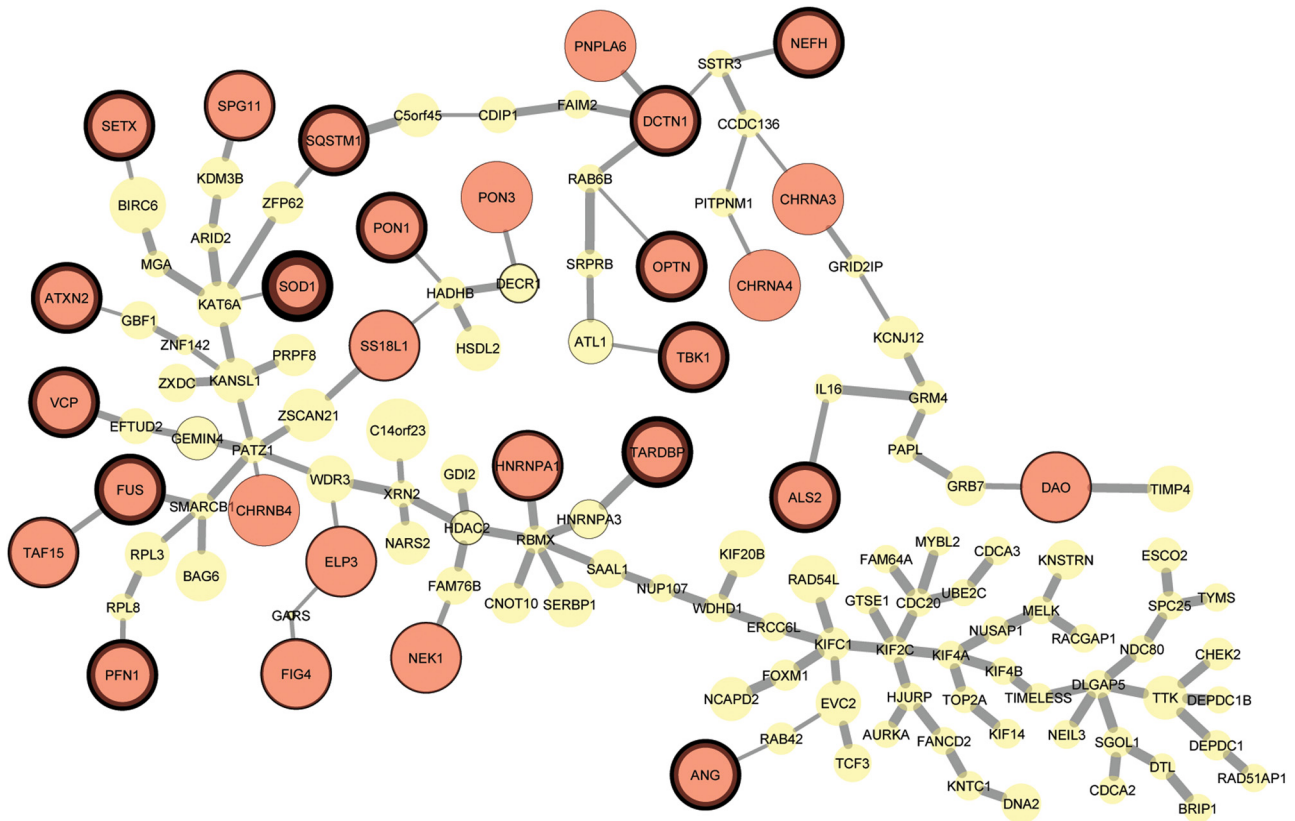 PNPLA6
NEFH
SSTR3
SPG11
C5orf45
CDIP1
FAIM2
DCTN1
SETX
SQSTM1
CCDC136
KDM3B
RAB6B
BIRC6
ZFP62
PON3
PITPNM1
CHRNA3
PON1
ARID2
MGA
SRPRB
OPTN
GRID2IP
SOD1
DECR1
CHRNA4
ATXN2
KAT6A
HADHB
GBF1
KCNJ12
ZNF142
SS18L1
HSDL2
ATL1
PRPF8
TBK1
ZXDC
KANSL1
IL16
GRM4
VCP
ZSCAN21
EFTUD2
GEMIN4
C14orf23
PATZ1
PAPL
TARDBP
HNRNPA1
GDI2
WDR3
GRB7
DAO
TIMP4
FUS
XRN2
ALS2
SMARCB1
CHRNB4
HNRNPA3
HDAC2
RBMX
NARS2
TAF15
RPL3
KIF20B
MYBL2
CDCA3
ESCO2
ELP3
SAAL1
FAM64A
KNSTRN
BAG6
FAM76B
NUP107
RAD54L
UBE2C
TYMS
CNOT10
SERBP1
GTSE1
CDC20
SPC25
RPL8
WDHD1
MELK
GARS
ERCC6L
NUSAP1
RACGAP1
KIFC1
KIF2C
KIF4A
NDC80
CHEK2
NEK1
PFN1
FIG4
FOXM1
KIF4B
DLGAP5
NCAPD2
HJURP
TOP2A
TIMELESS
TTK
DEPDC1B
EVC2
RAB42
AURKA
FANCD2
KIF14
NEIL3
SGOL1
DEPDC1
TCF3
DTL
ANG
RAD51AP1
KNTC1
CDCA2
DNA2
BRIP1